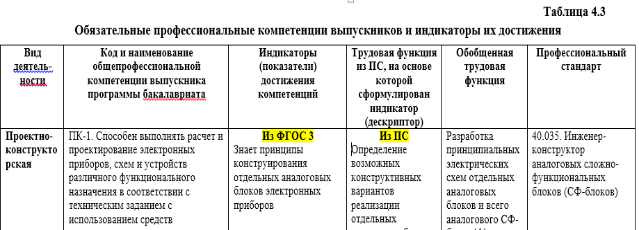 Таблица 4.3
Обязательные профессиональные компетенции выпускников и индикаторы их достижения
Вид
деятель-
ности
Код и наименование
общепрофессиональной
компетенции выпускника
программы бакалавриата
Индикаторы
(показатели)
достижения
компетенций
Трудовая функция
из ПС, на основе
которой
сформулирован
индикатор
(дескриптор)
Обобщенная
трудовая
функция
Профессиональный
стандарт
Проектно-
конструкто
рская
ПК-1. Способен выполнять расчет и
проектирование электронных
приборов, схем и устройств
различного функционального
назначения в соответствии с
техническим заданием с
использованием средств
Из ФГОС 3
Знает принципы
конструирования
отдельных аналоговых
блоков электронных
приборов
Из ПС
Определение
возможных
конструктивных
вариантов
реализации
отдельных
Разработка
принципиальных
электрических
схем отдельных
аналоговых
блоков и всего
аналогового СФ-
40.035. Инженер-
конструктор
аналоговых сложно-
функциональных
блоков (СФ-блоков)